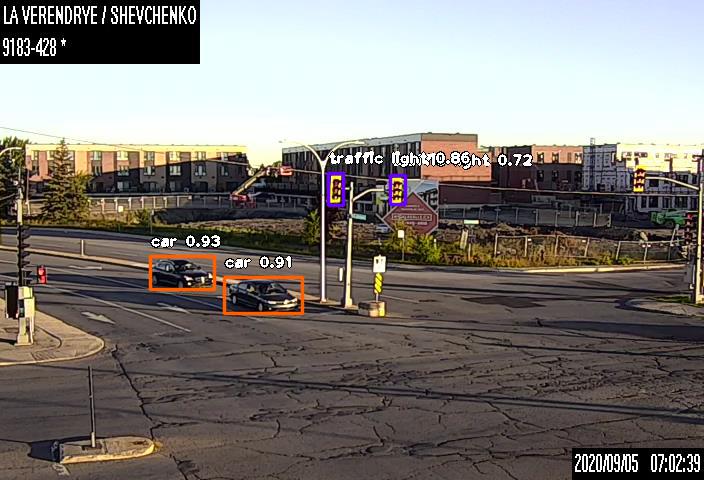 LA VERENDRYE / SHEVCHENKO
9183-428 *
traffic light 0.86
0.72
car 0.93
car 0.91
2020/09/05 07:02:39